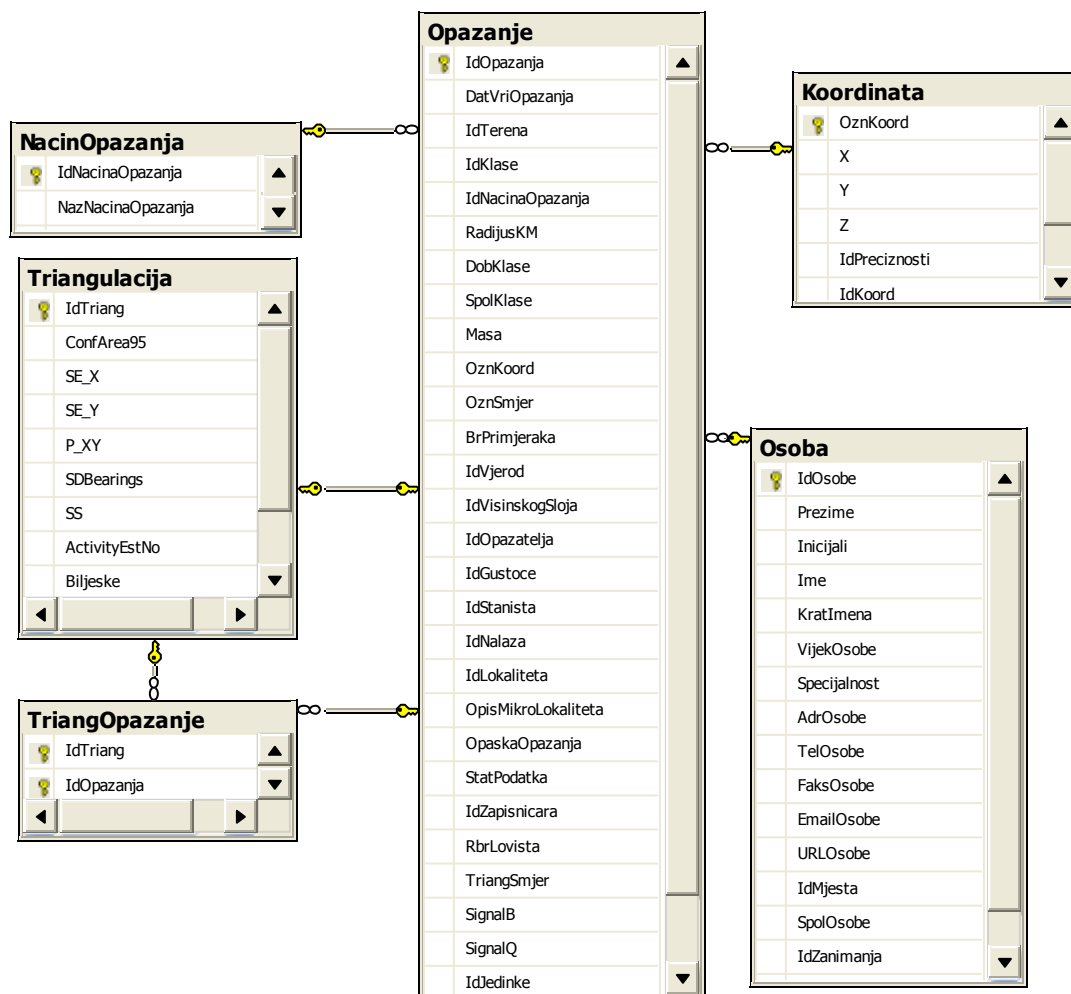 NacinOpazanja
IdNacinaOpazanja
NazNacinaOpazanja
Triangulacija
IdTriang
ConfArea95
SE_X
SE_Y
P_XY
SDBearings
SS
ActivityEstNo
Biljeske
TriangOpazanje
IdTriang
IdOpazanja
Opazanje
IdOpazanja
DatVriOpazanja
IdTerena
IdKlase
IdNacinaOpazanja
RadijusKM
DobKlase
SpolKlase
Masa
OznKoord
OznSmjer
BrPrimjeraka
IdVjerod
IdVisinskogSloja
IdOpazatelja
IdGustoce
IdStanista
IdNalaza
IdLokaliteta
OpisMikroLokaliteta
OpaskaOpazanja
StatPodatka
IdZapisnicara
RbrLovista
TriangSmjer
SignalB
SignalQ
IdJedinke
Koordinata
OznKoord
X
Y
Z
IdPreciznosti
IdKoord
Osoba
IdOsobe
Prezime
Inicijali
Ime
KratImena
VijekOsobe
Specijalnost
AdrOsobe
TelOsobe
FaksOsobe
EmailOsobe
URLOsobe
IdMjesta
SpolOsobe
IdZanimanja